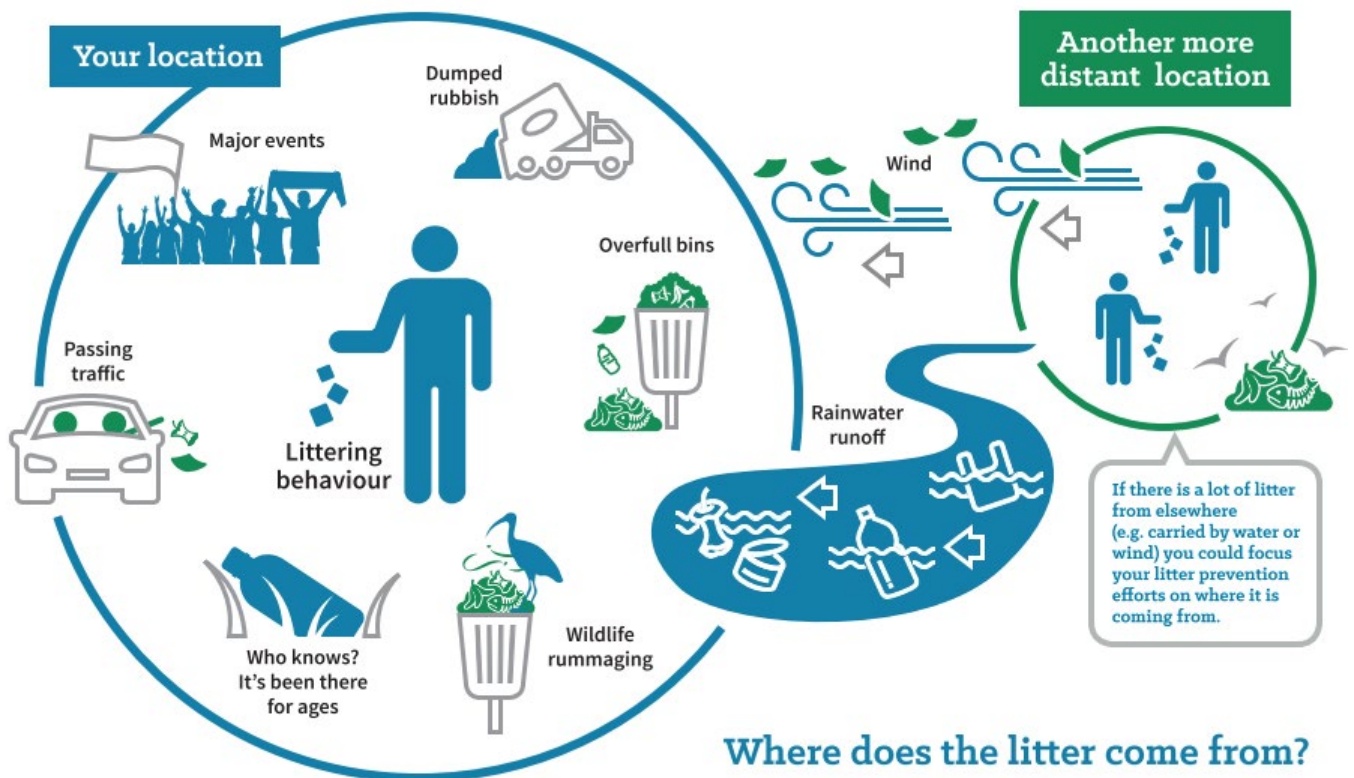 Your location
Dumped
rubbish
Major events
Overfull bins
Passing
traffic
Littering
behaviour
Who knows?
It's been there
for ages
Wildlife
rummaging
Another more
distant location
Wind
Rainwater
runoff
If there is a lot of litter
from elsewhere
(e.g. carried by water or
wind) you could focus
your litter prevention
efforts on where it is
coming from.
Where does the litter come from?